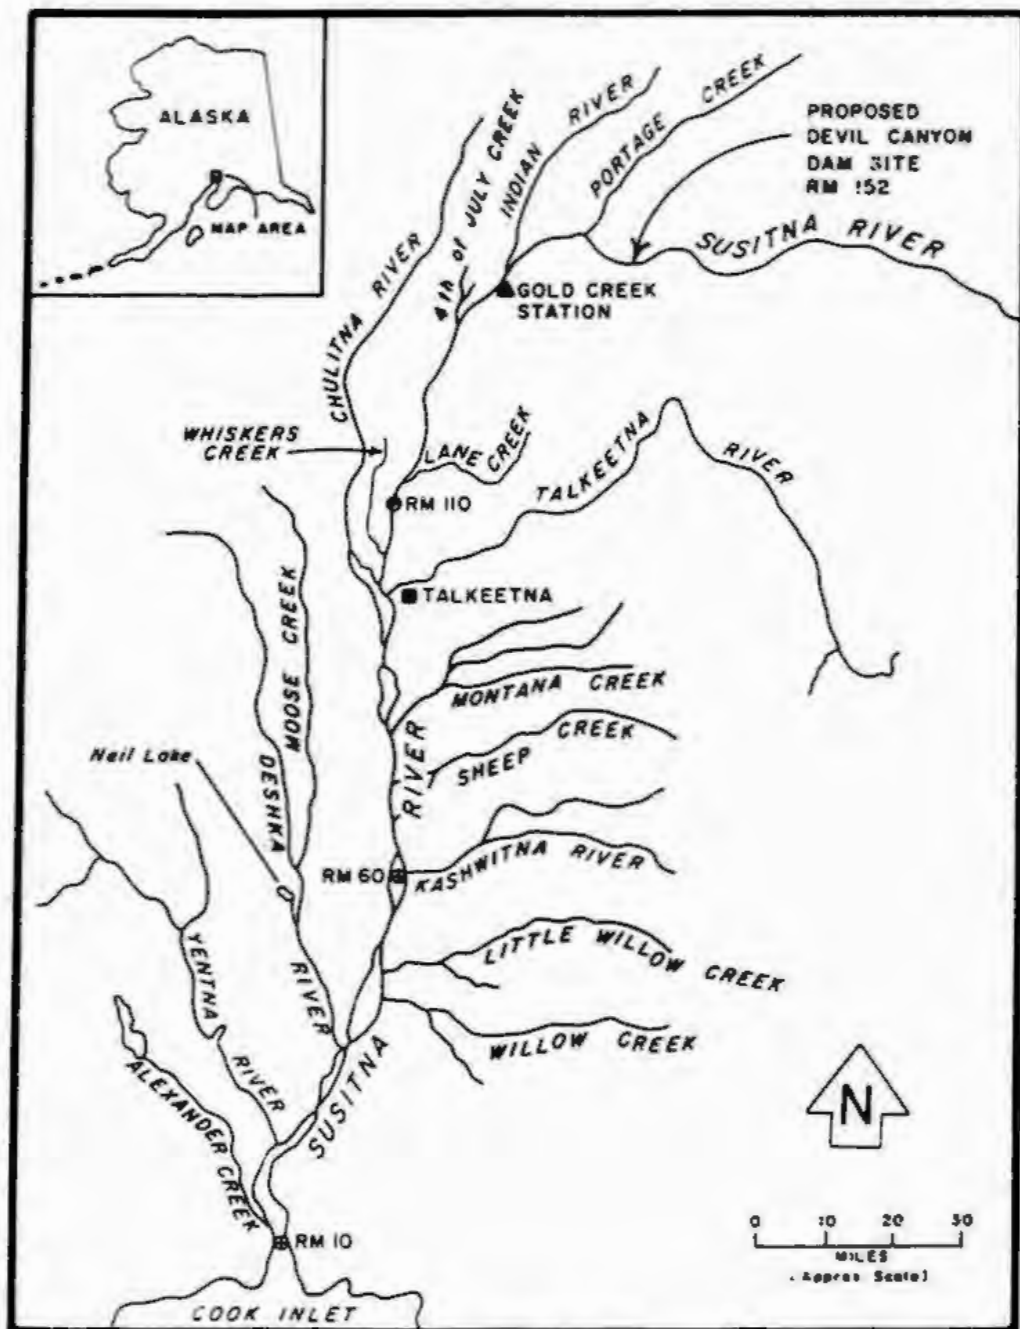 ALASKA
MAP AREA
CHULITNA RIVER
4th of JULY CREEK
INDIAN RIVER
PORTAGE CREEK
PROPOSED
DEVIL CANYON
DAM SITE
RM 152
SUSITNA RIVER
GOLD CREEK
STATION
WHISKERS
CREEK
LANE CREEK
RM 110
TALKEETNA RIVER
TALKEETNA
MOOSE CREEK
DESHKA RIVER
MONTANA CREEK
SHEEP CREEK
Neil Lake
RM 60
KASHWITNA RIVER
LITTLE WILLOW CREEK
WILLOW CREEK
YENTNA RIVER
ALEXANDER CREEK
SUSITNA RIVER
RM 10
COOK INLET
N
0 10 20 30
MILES
(Approx Scale)